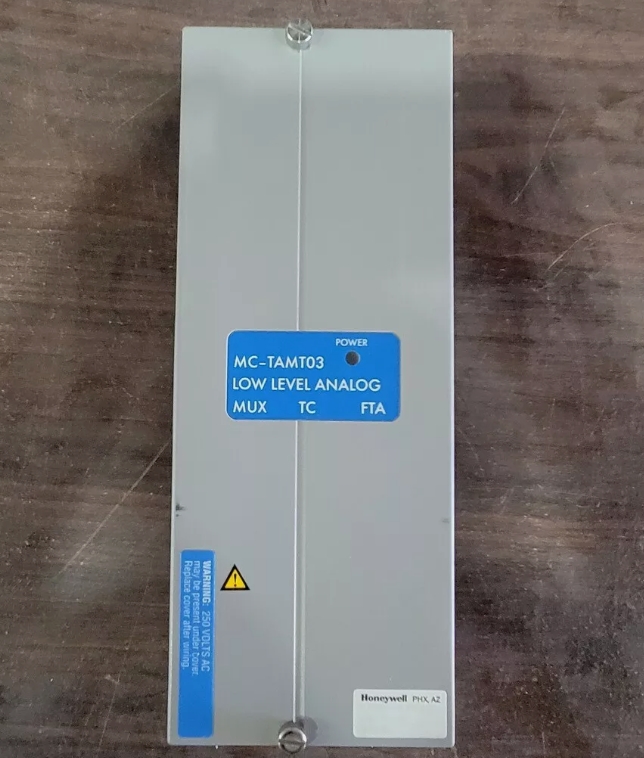 POWER
MC-TAMT03
LOW LEVEL ANALOG
MUX TC FTA
WARNING: 250 VOLTS AC
may be present under cover.
Replace cover after wiring.
Honeywell PHX, AZ